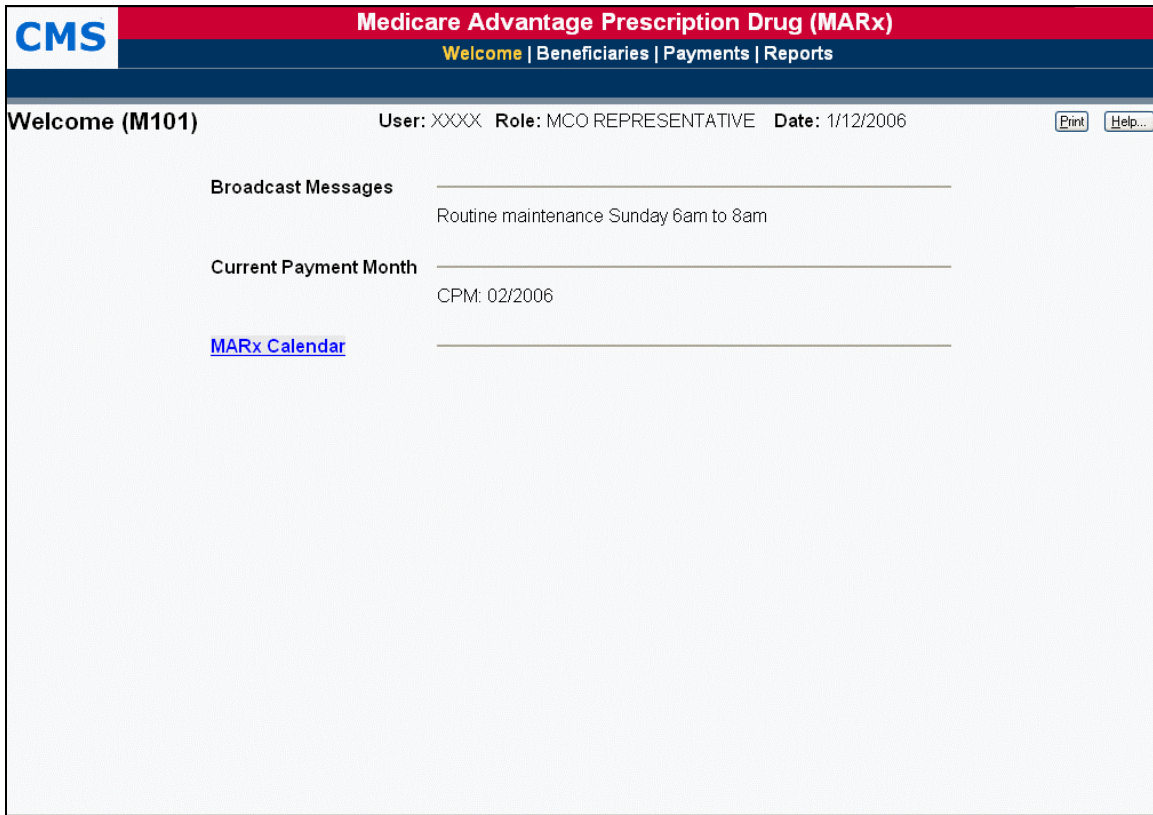 CMS
Medicare Advantage Prescription Drug (MARx)
Welcome | Beneficiaries | Payments | Reports
Welcome (M101) User: XXXX Role: MCO REPRESENTATIVE Date: 1/12/2006 Print Help...
Broadcast Messages
Routine maintenance Sunday 6am to 8am
Current Payment Month
CPM: 02/2006
MARx Calendar